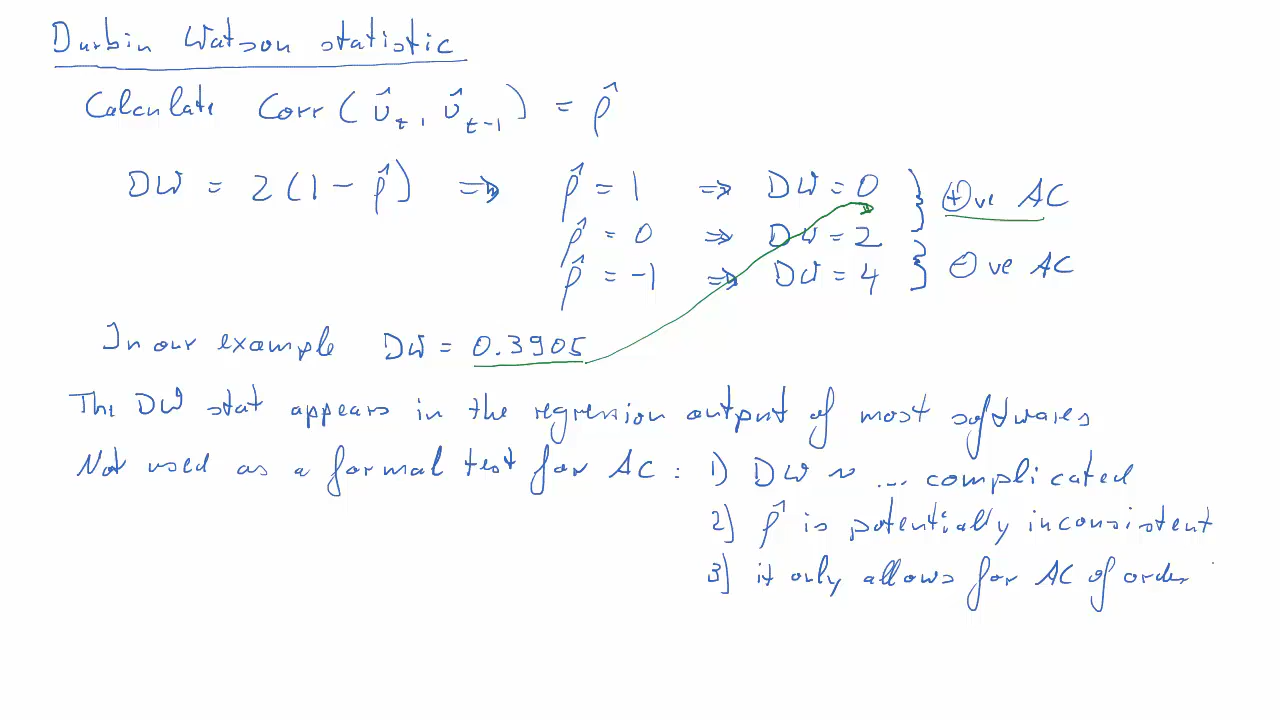 Durbin Watson statistic
Calculate Corr(û_t, û_t-1) = ρ̂
DW = 2(1 - ρ̂) ⇒ ρ̂ = 1 ⇒ DW = 0 } ⊕ve AC
ρ̂ = 0 ⇒ DW = 2
ρ̂ = -1 ⇒ DW = 4 } ⊖ve AC
In our example DW = 0.3905
The DW stat appears in the regression output of most softwares
Not used as a formal test for AC : 1) DW ~ ... complicated
2) ρ̂ is potentially inconsistent
3) it only allows for AC of order